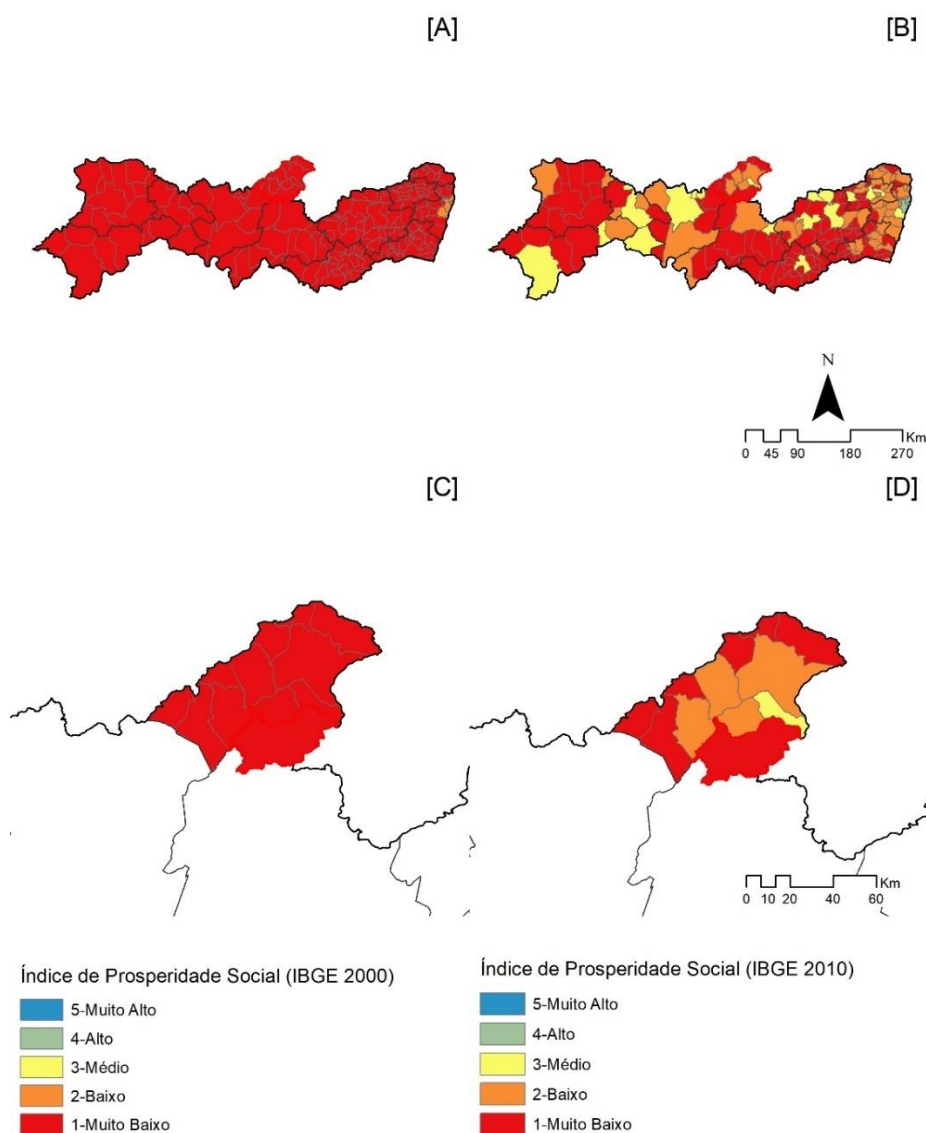 [A]
[B]
N
Km
0 45 90 180 270
[C]
[D]
Km
0 10 20 40 60
Índice de Prosperidade Social (IBGE 2000)
5-Muito Alto
4-Alto
3-Médio
2-Baixo
1-Muito Baixo
Índice de Prosperidade Social (IBGE 2010)
5-Muito Alto
4-Alto
3-Médio
2-Baixo
1-Muito Baixo